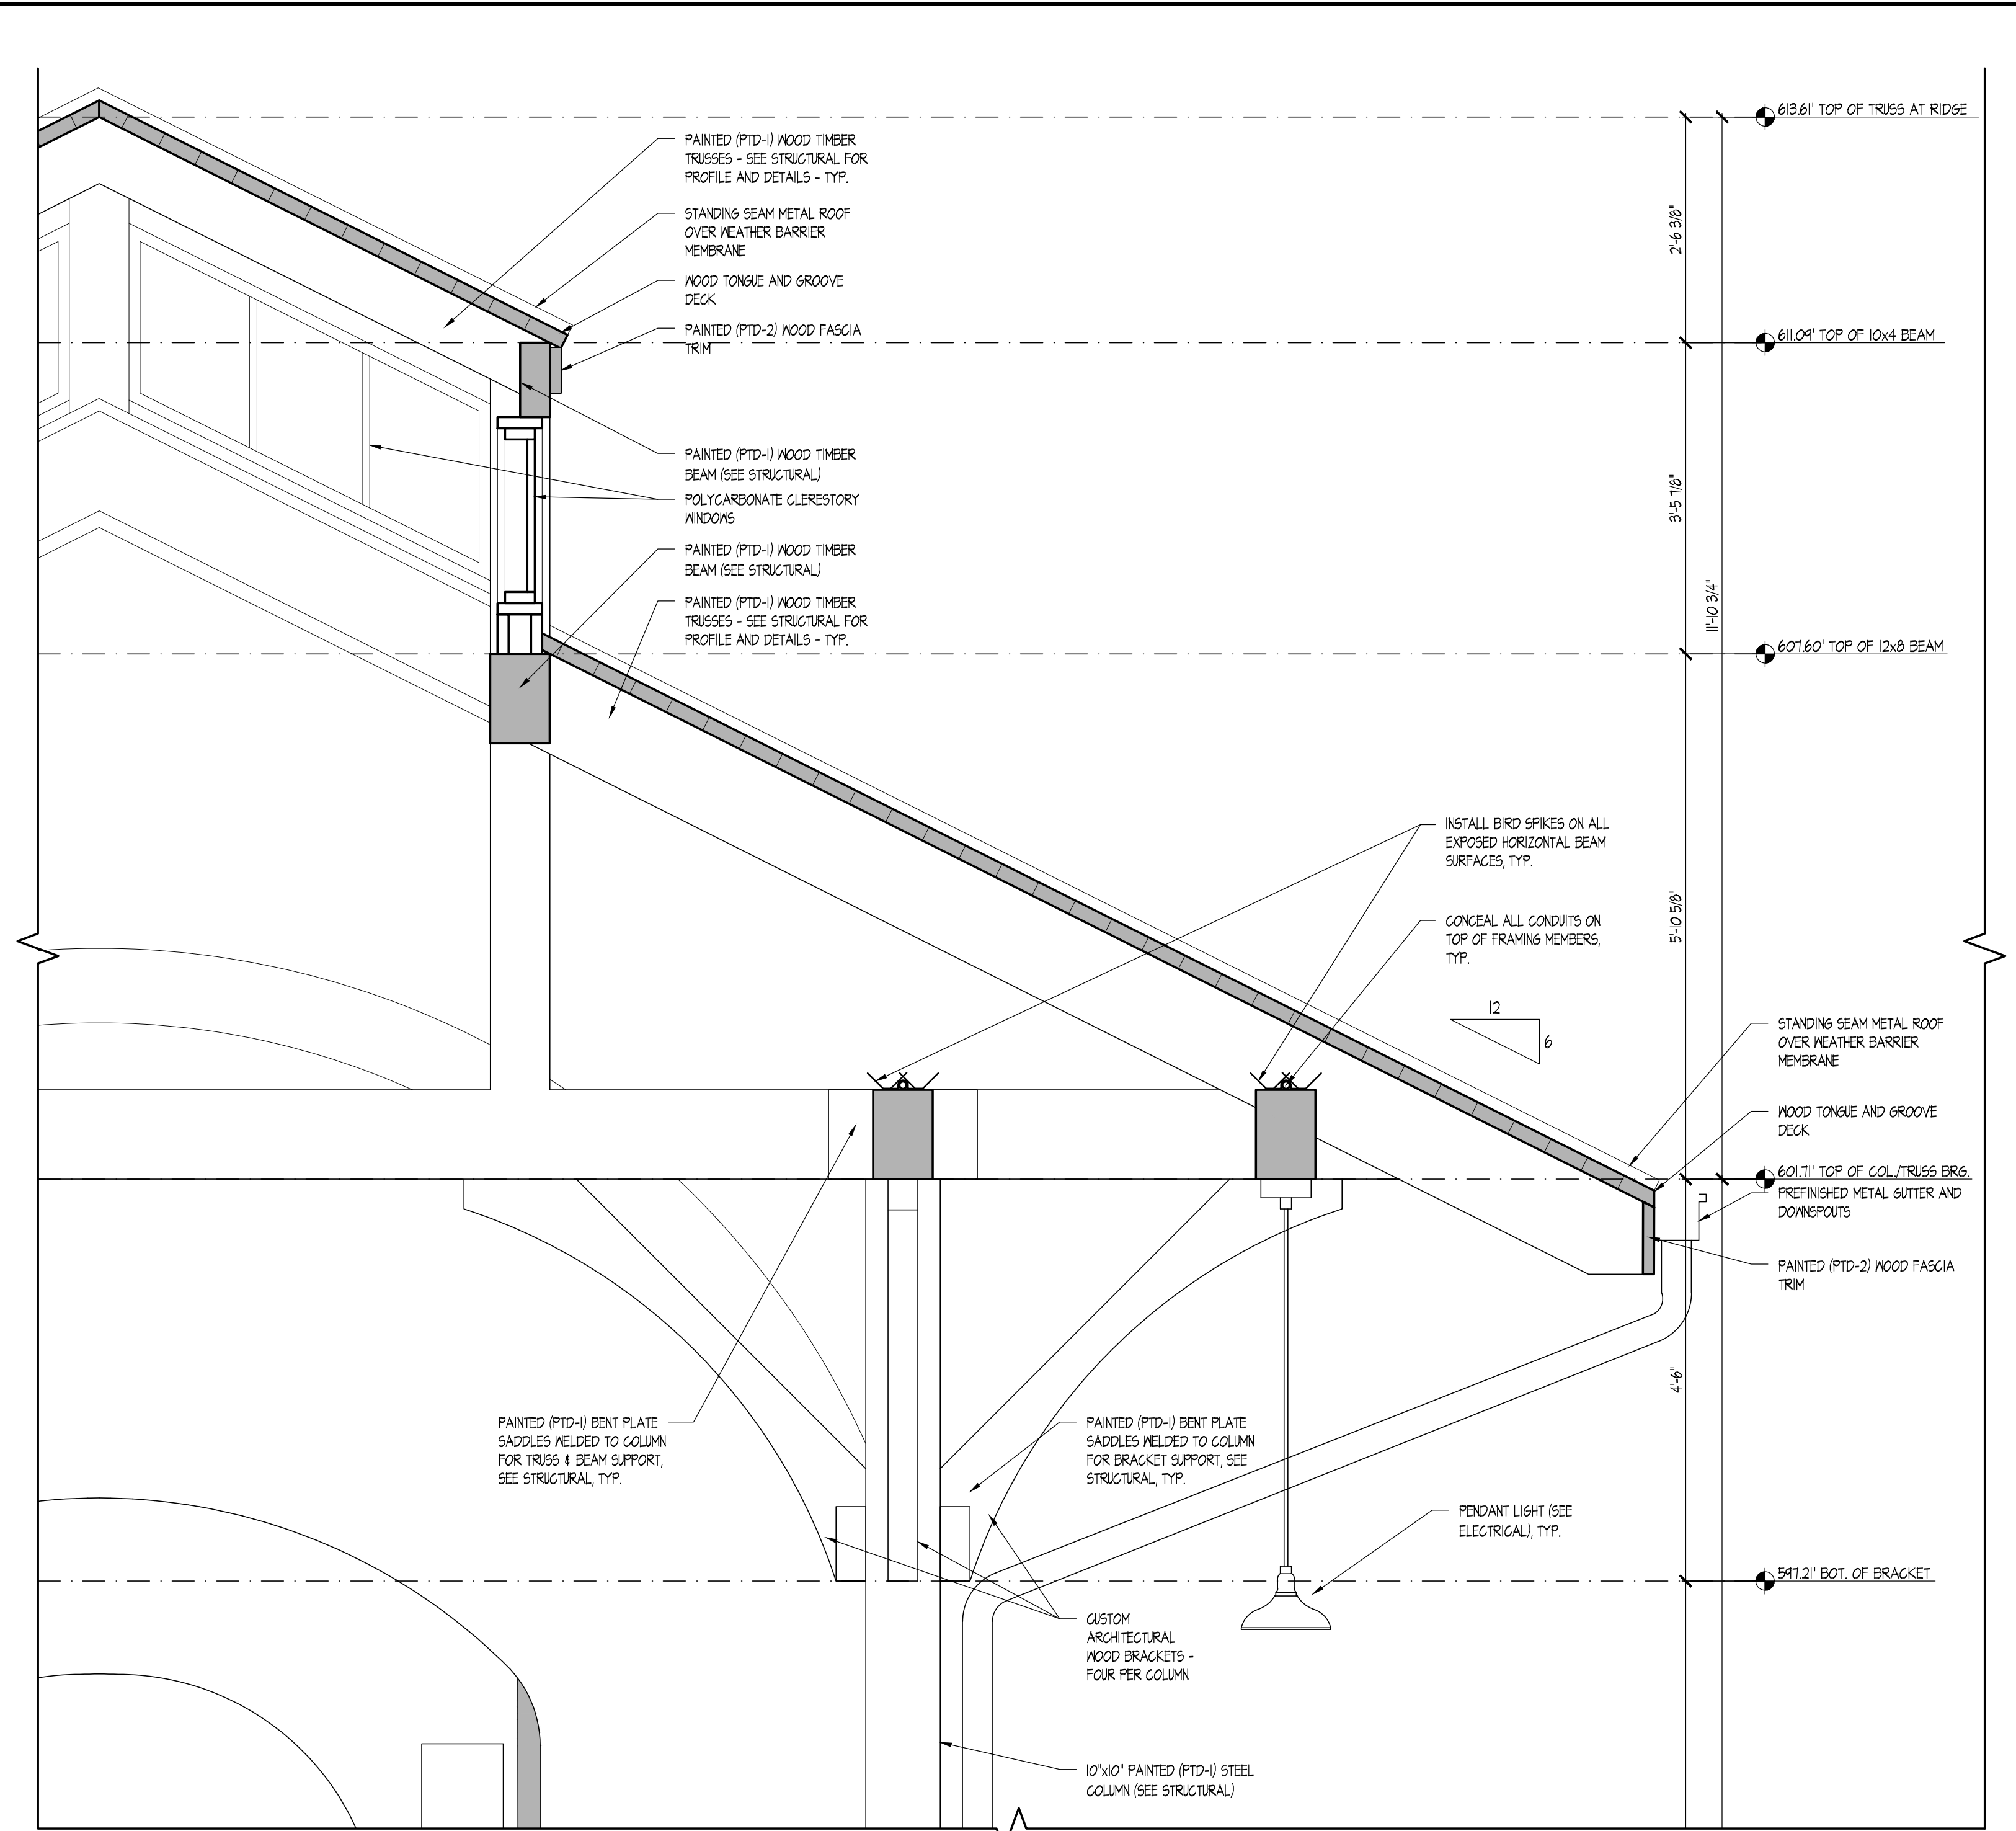 613.61' TOP OF TRUSS AT RIDGE
PAINTED (PTD-1) WOOD TIMBER
TRUSSES - SEE STRUCTURAL FOR
PROFILE AND DETAILS - TYP.
STANDING SEAM METAL ROOF
OVER WEATHER BARRIER
MEMBRANE
2'-6 3/8"
WOOD TONGUE AND GROOVE
DECK
PAINTED (PTD-2) WOOD FASCIA
TRIM
611.09' TOP OF 10x4 BEAM
PAINTED (PTD-1) WOOD TIMBER
BEAM (SEE STRUCTURAL)
POLYCARBONATE CLERESTORY
WINDOWS
3'-5 7/8"
PAINTED (PTD-1) WOOD TIMBER
BEAM (SEE STRUCTURAL)
PAINTED (PTD-1) WOOD TIMBER
TRUSSES - SEE STRUCTURAL FOR
PROFILE AND DETAILS - TYP.
11'-10 3/4"
607.60' TOP OF 12x8 BEAM
INSTALL BIRD SPIKES ON ALL
EXPOSED HORIZONTAL BEAM
SURFACES, TYP.
5'-10 5/8"
CONCEAL ALL CONDUITS ON
TOP OF FRAMING MEMBERS,
TYP.
12
6
STANDING SEAM METAL ROOF
OVER WEATHER BARRIER
MEMBRANE
WOOD TONGUE AND GROOVE
DECK
601.71' TOP OF COL./TRUSS BRG.
PREFINISHED METAL GUTTER AND
DOWNSPOUTS
PAINTED (PTD-2) WOOD FASCIA
TRIM
4'-6"
PAINTED (PTD-1) BENT PLATE
SADDLES WELDED TO COLUMN
FOR TRUSS & BEAM SUPPORT,
SEE STRUCTURAL, TYP.
PAINTED (PTD-1) BENT PLATE
SADDLES WELDED TO COLUMN
FOR BRACKET SUPPORT, SEE
STRUCTURAL, TYP.
PENDANT LIGHT (SEE
ELECTRICAL), TYP.
597.21' BOT. OF BRACKET
CUSTOM
ARCHITECTURAL
WOOD BRACKETS -
FOUR PER COLUMN
10"x10" PAINTED (PTD-1) STEEL
COLUMN (SEE STRUCTURAL)